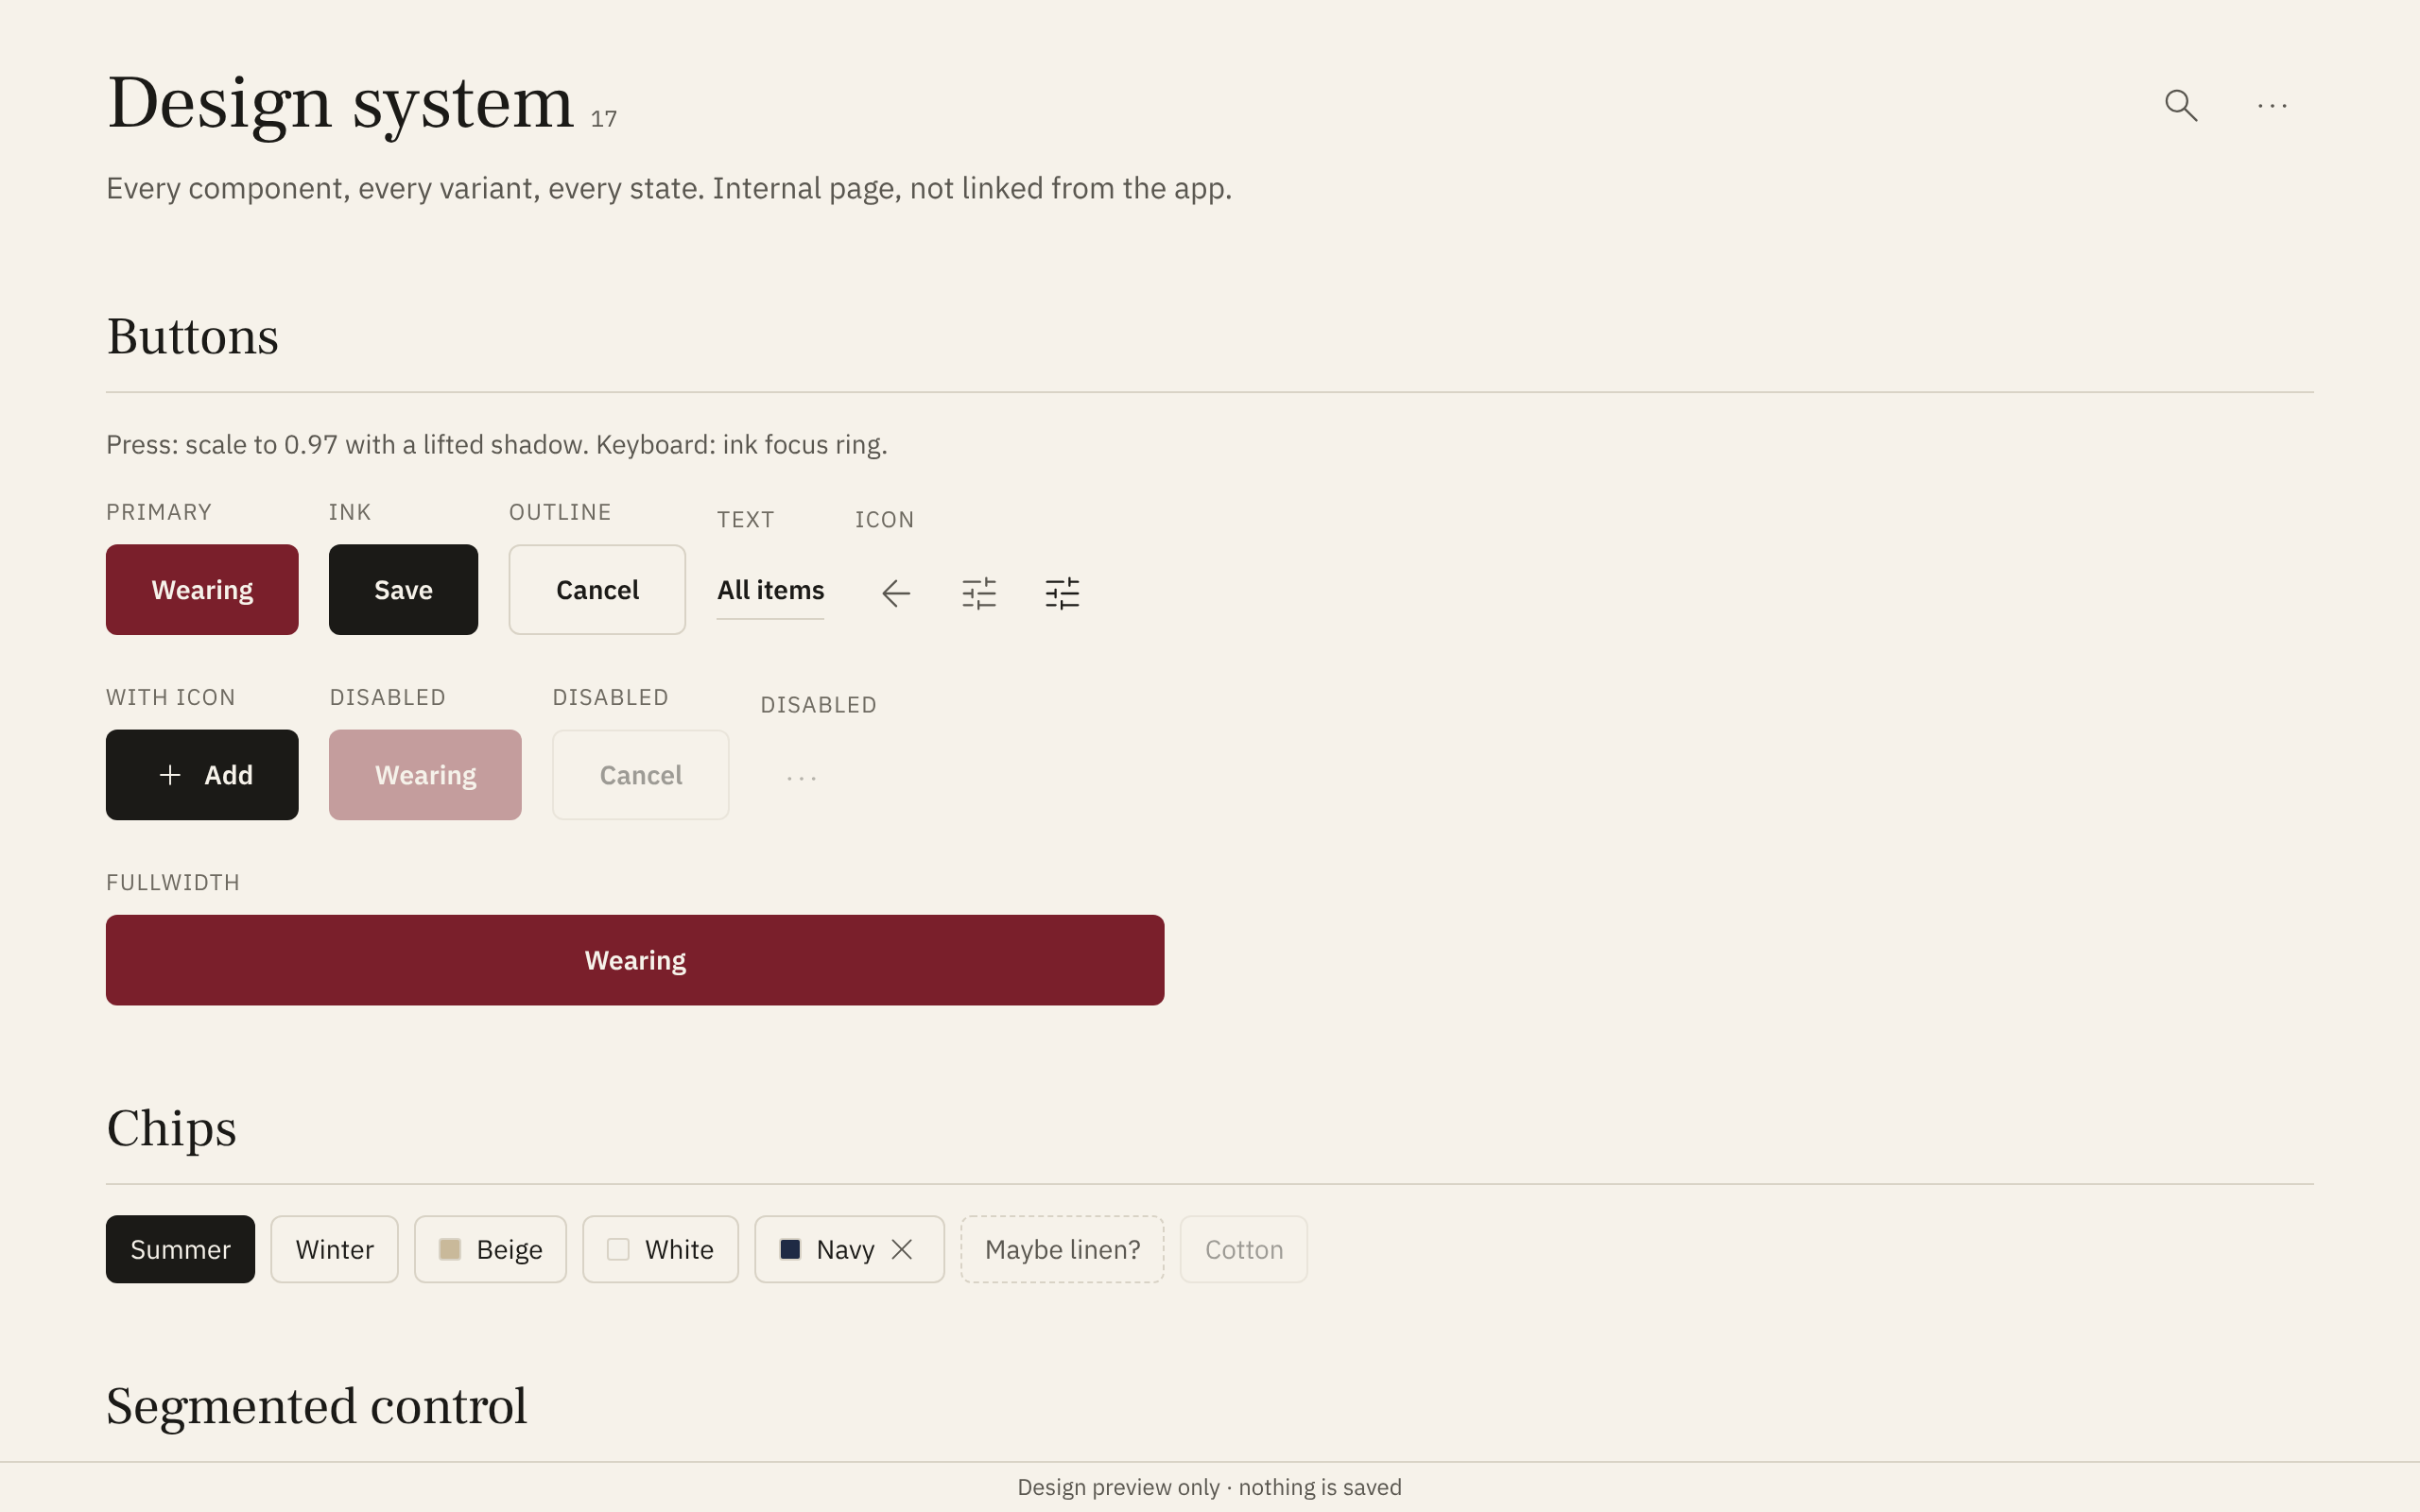 Design system 17
Every component, every variant, every state. Internal page, not linked from the app.
Buttons
Press: scale to 0.97 with a lifted shadow. Keyboard: ink focus ring.
PRIMARY INK OUTLINE TEXT ICON
Wearing Save Cancel All items
WITH ICON DISABLED DISABLED DISABLED
Add Wearing Cancel
FULLWIDTH
Wearing
Chips
Summer Winter Beige White Navy Maybe linen? Cotton
Segmented control
Design preview only · nothing is saved